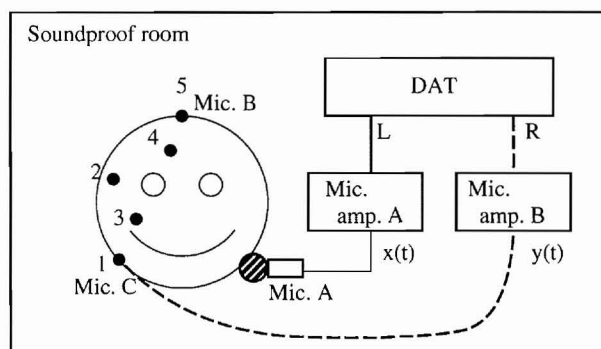 Soundproof room
5
Mic. B
4
2
3
1
Mic. C
Mic. A
DAT
L
R
Mic.
amp. A
Mic.
amp. B
x(t)
y(t)